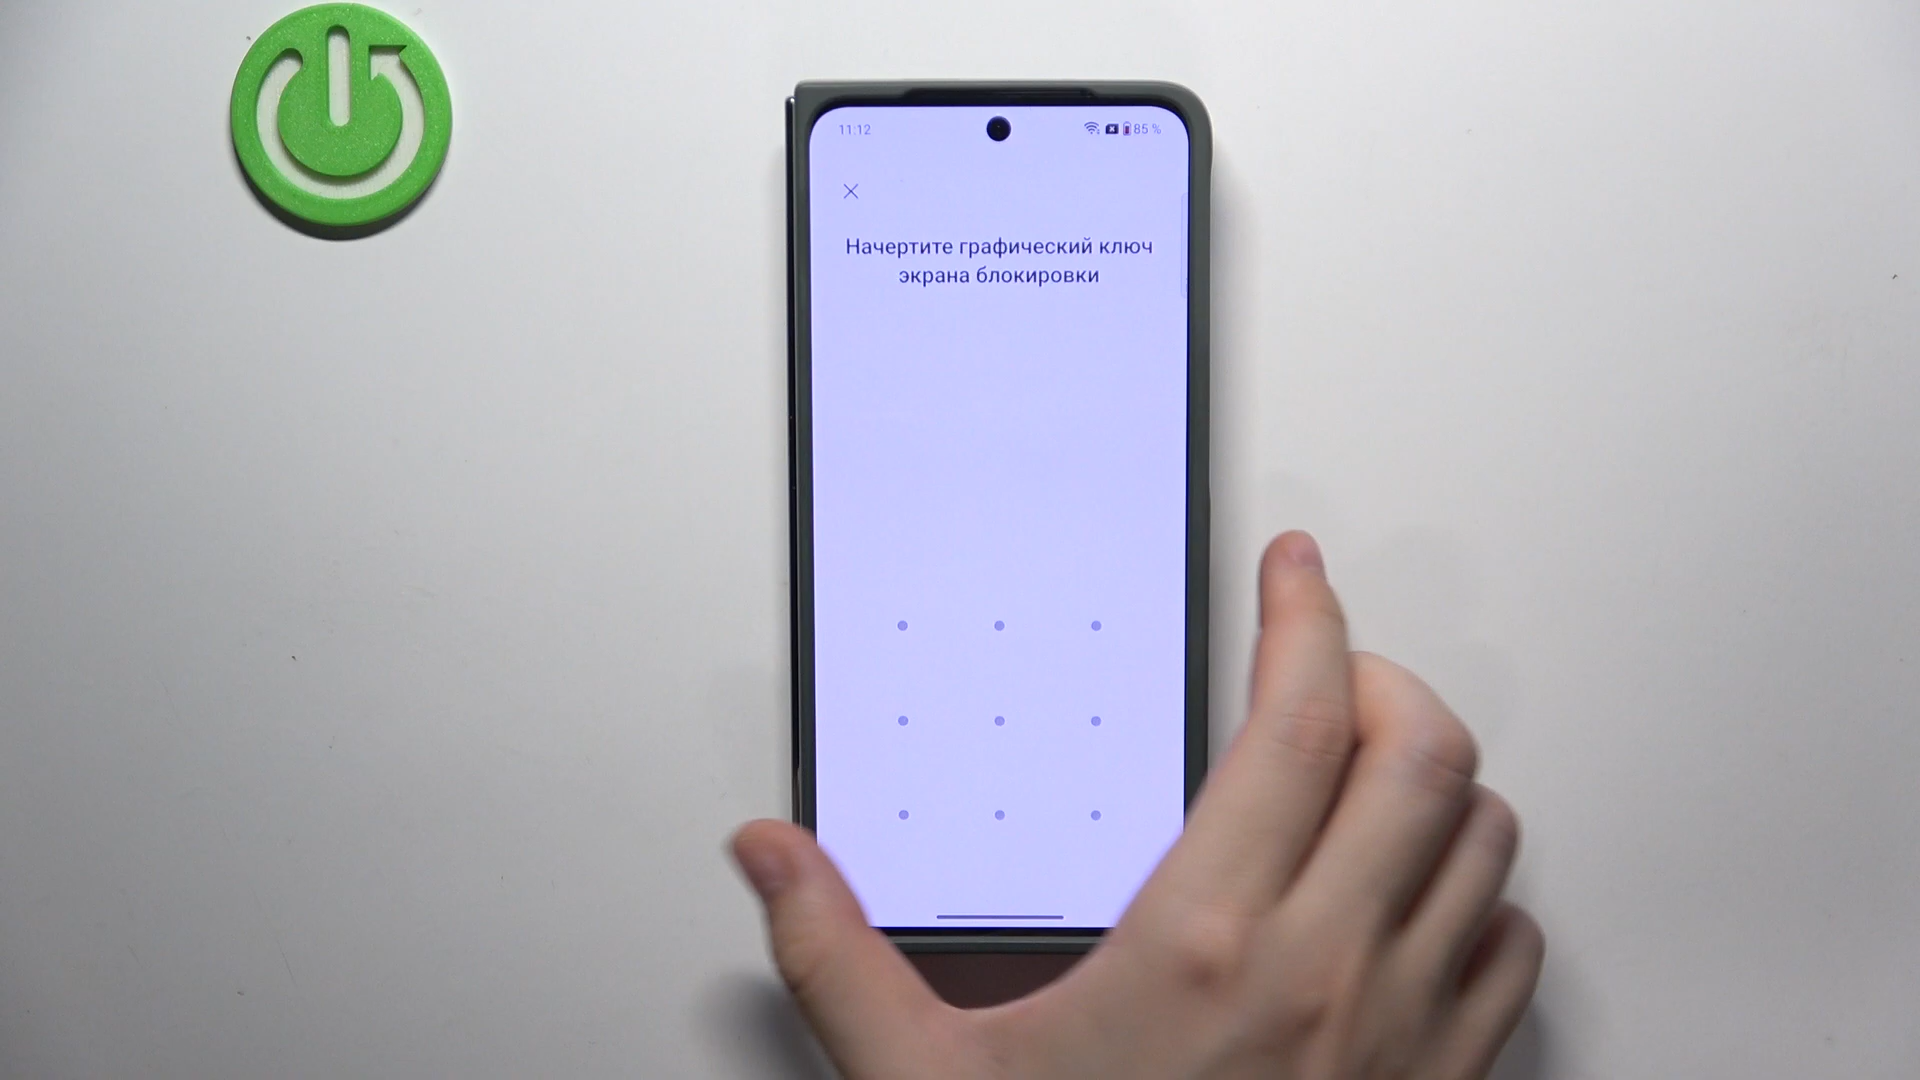 11:12
85 %
Начертите графический ключ
экрана блокировки